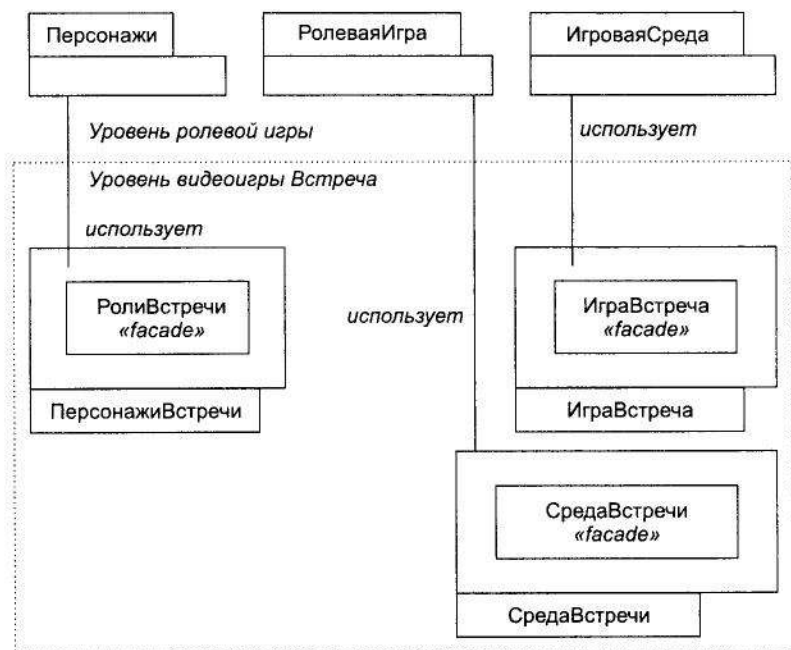 Персонажи
РолеваяИгра
ИгроваяСреда
Уровень ролевой игры
использует
Уровень видеоигры Встреча
использует
РолиВстречи
«facade»
использует
ИграВстреча
«facade»
ПерсонажиВстречи
ИграВстреча
СредаВстречи
«facade»
СредаВстречи